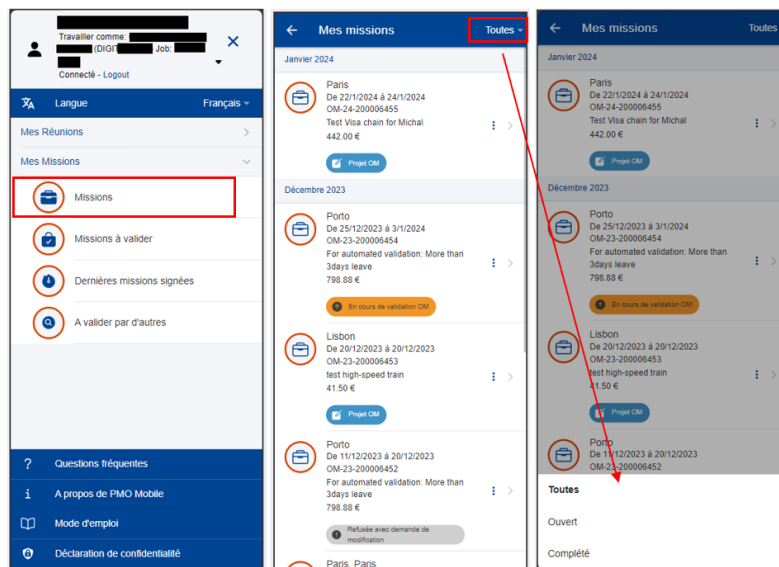 Travailler comme:
(DIGIT Job:
Connecté - Logout
Langue Français
Mes Réunions
Mes Missions
Missions
Missions à valider
Dernières missions signées
A valider par d'autres
? Questions fréquentes
i A propos de PMO Mobile
Mode d'emploi
Déclaration de confidentialité
Mes missions Toutes
Janvier 2024
Paris
De 22/1/2024 à 24/1/2024
OM-24-200006455
Test Visa chain for Michal
442.00 €
Projet OM
Décembre 2023
Porto
De 25/12/2023 à 3/1/2024
OM-23-200006454
For automated validation: More than
3days leave
798.88 €
En cours de validation OM
Lisbon
De 20/12/2023 à 20/12/2023
OM-23-200006453
test high-speed train
41.50 €
Projet OM
Porto
De 11/12/2023 à 20/12/2023
OM-23-200006452
For automated validation: More than
3days leave
798.88 €
Refusée avec demande de
modification
Paris, Paris
Mes missions Toutes
Janvier 2024
Paris
De 22/1/2024 à 24/1/2024
OM-24-200006455
Test Visa chain for Michal
442.00 €
Projet OM
Décembre 2023
Porto
De 25/12/2023 à 3/1/2024
OM-23-200006454
For automated validation: More than
3days leave
798.88 €
En cours de validation OM
Lisbon
De 20/12/2023 à 20/12/2023
OM-23-200006453
test high-speed train
41.50 €
Projet OM
Porto
De 11/12/2023 à 20/12/2023
OM-23-200006452
Toutes
Ouvert
Complété